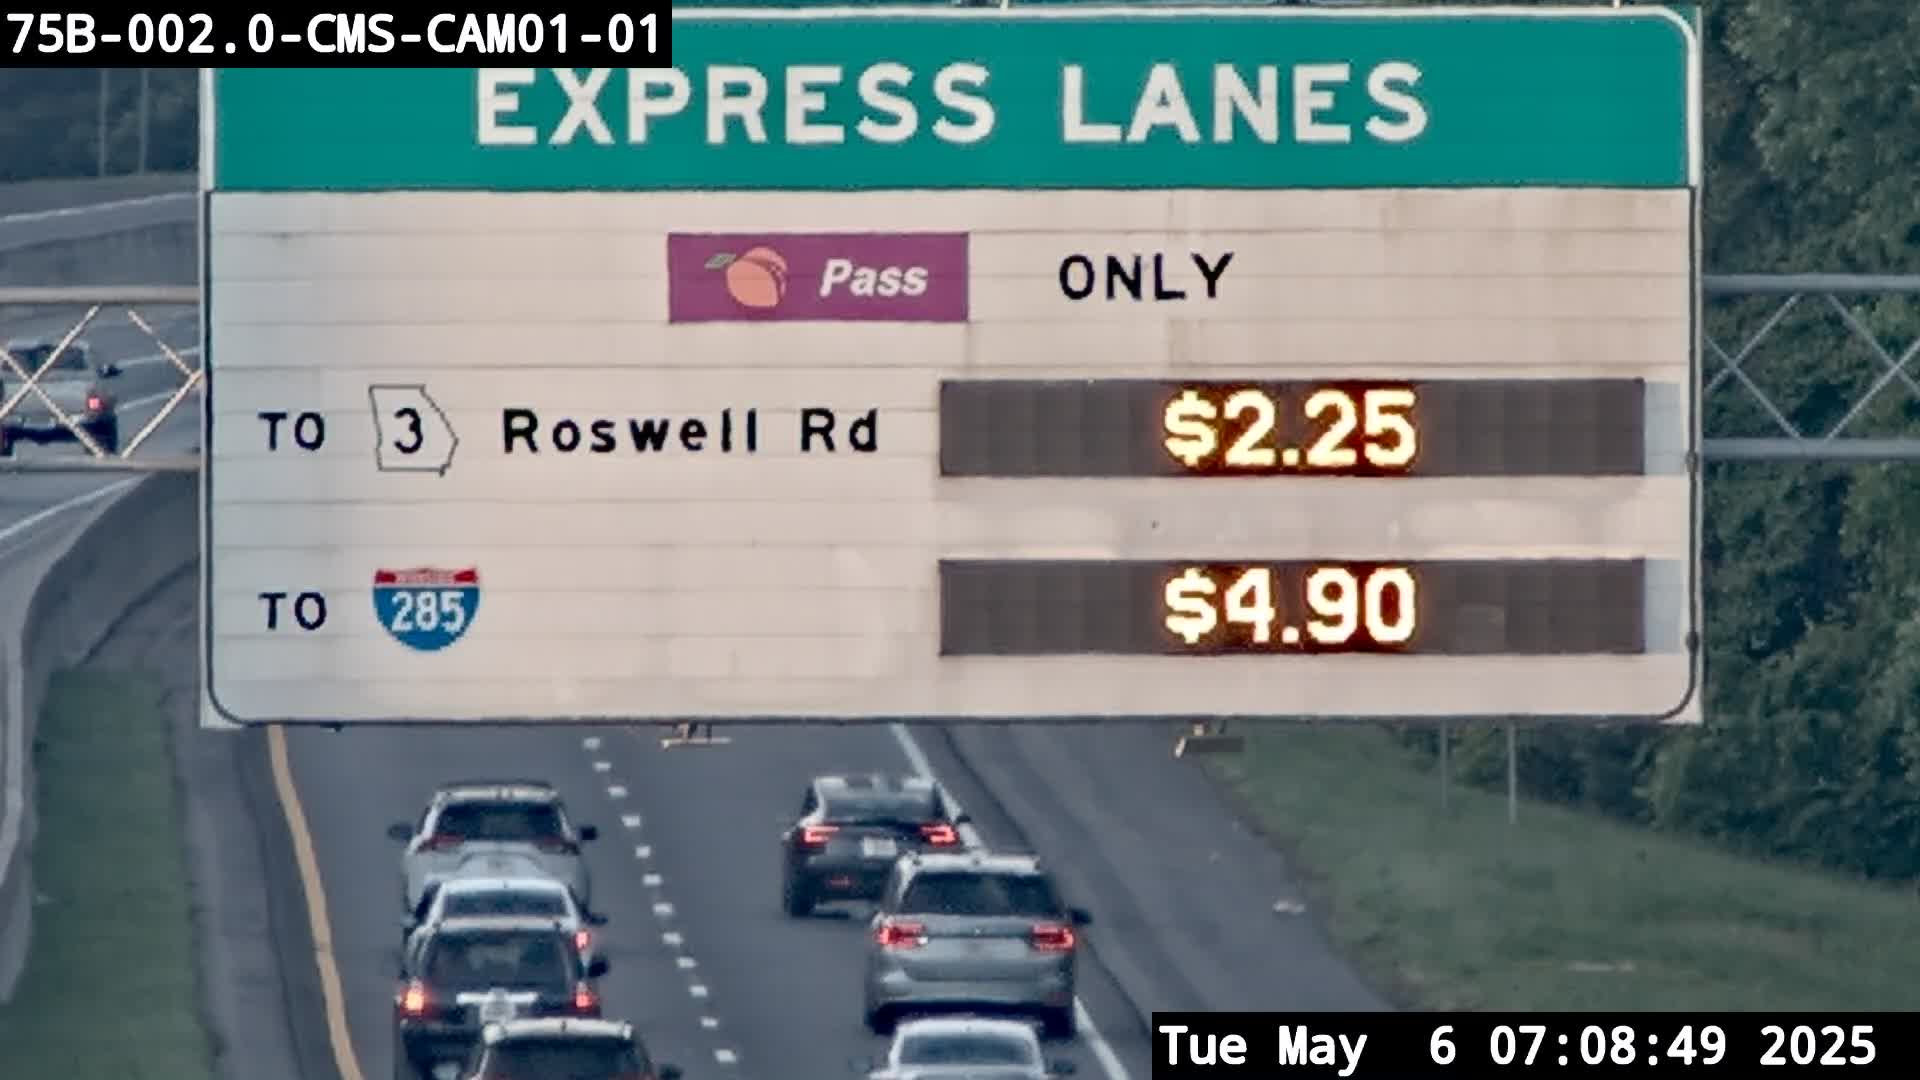 75B-002.0-CMS-CAM01-01
EXPRESS LANES
Pass ONLY
TO 3 Roswell Rd $2.25
TO 285 $4.90
Tue May 6 07:08:49 2025